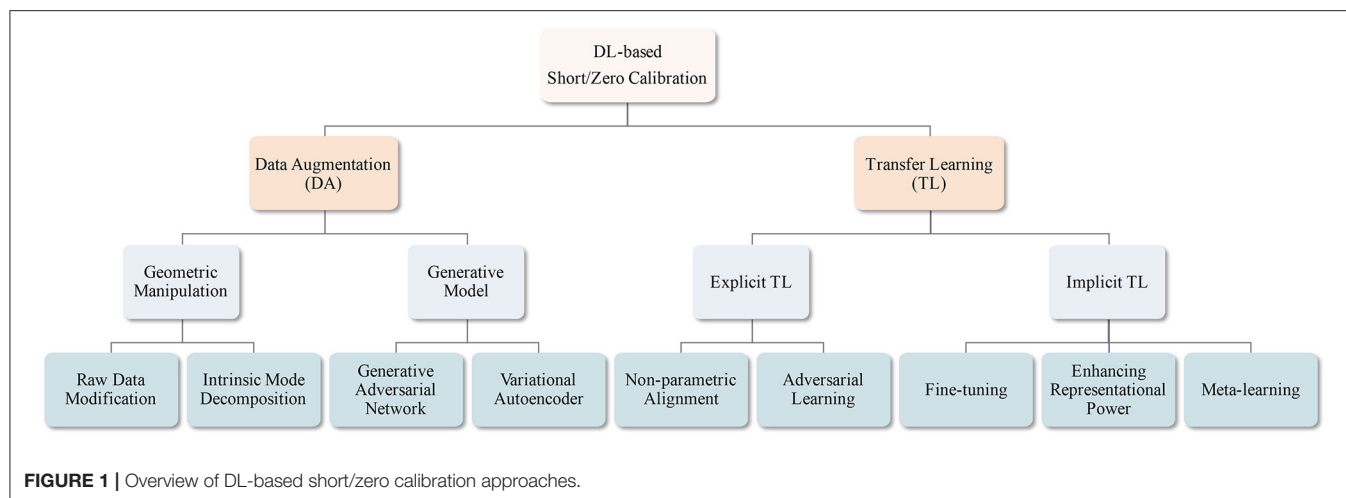 DL-based
Short/Zero Calibration
Data Augmentation
(DA)
Transfer Learning
(TL)
Geometric
Manipulation
Generative
Model
Explicit TL
Implicit TL
Raw Data
Modification
Intrinsic Mode
Decomposition
Generative
Adversarial
Network
Variational
Autoencoder
Non-parametric
Alignment
Adversarial
Learning
Fine-tuning
Enhancing
Representational
Power
Meta-learning
FIGURE 1 | Overview of DL-based short/zero calibration approaches.